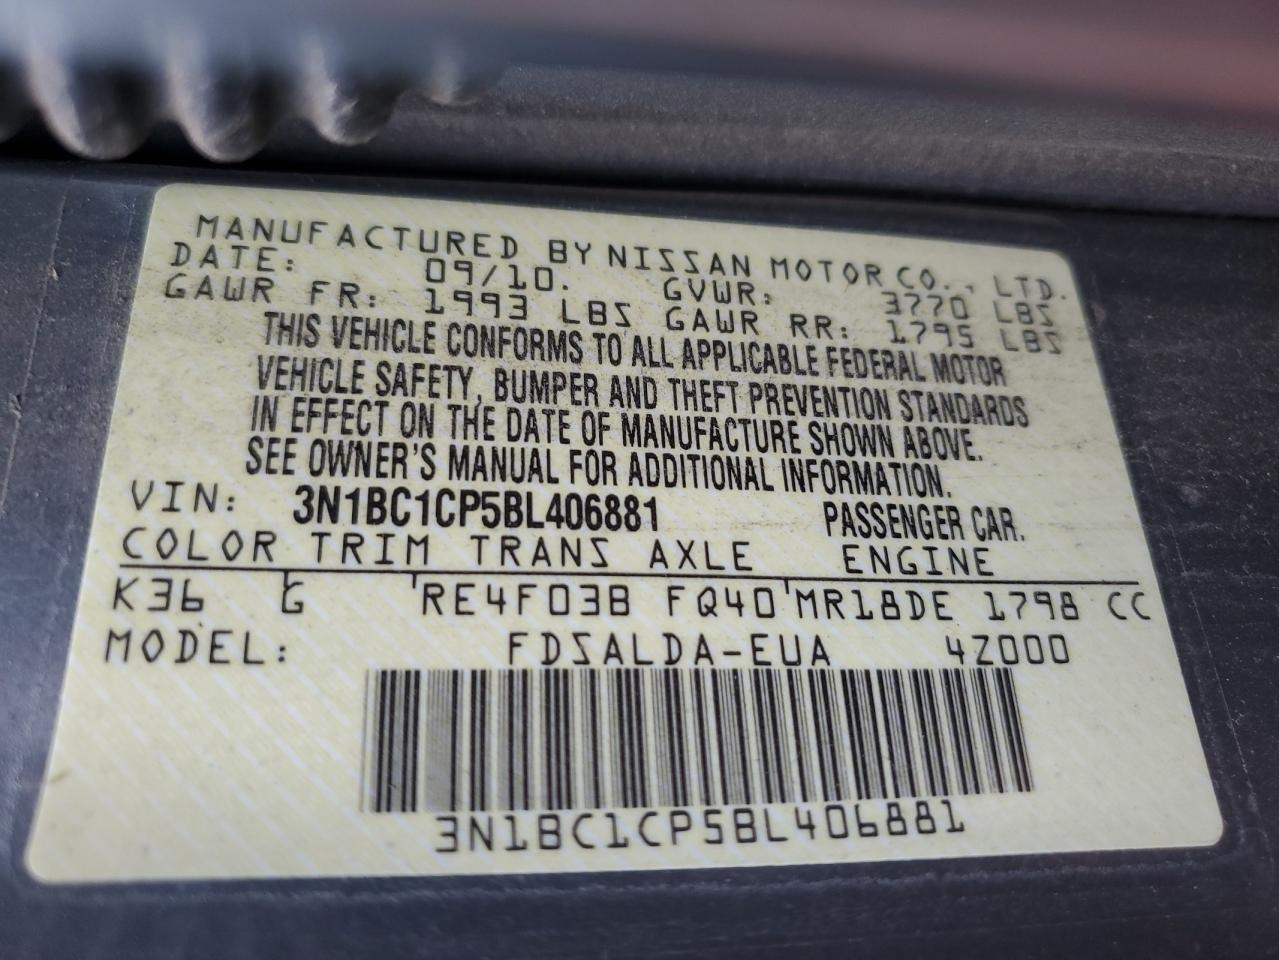 MANUFACTURED BY NISSAN MOTOR CO., LTD.
DATE: 09/10. GVWR: 3770 LBS
GAWR FR: 1993 LBS GAWR RR: 1795 LBS
THIS VEHICLE CONFORMS TO ALL APPLICABLE FEDERAL MOTOR
VEHICLE SAFETY, BUMPER AND THEFT PREVENTION STANDARDS
IN EFFECT ON THE DATE OF MANUFACTURE SHOWN ABOVE.
SEE OWNER'S MANUAL FOR ADDITIONAL INFORMATION.
VIN: 3N1BC1CP5BL406881 PASSENGER CAR.
COLOR TRIM TRANS AXLE ENGINE
K36 G RE4F03B FQ40 MR18DE 1798 CC
MODEL: FDSALDA-EUA 4Z000
3N1BC1CP5BL406881